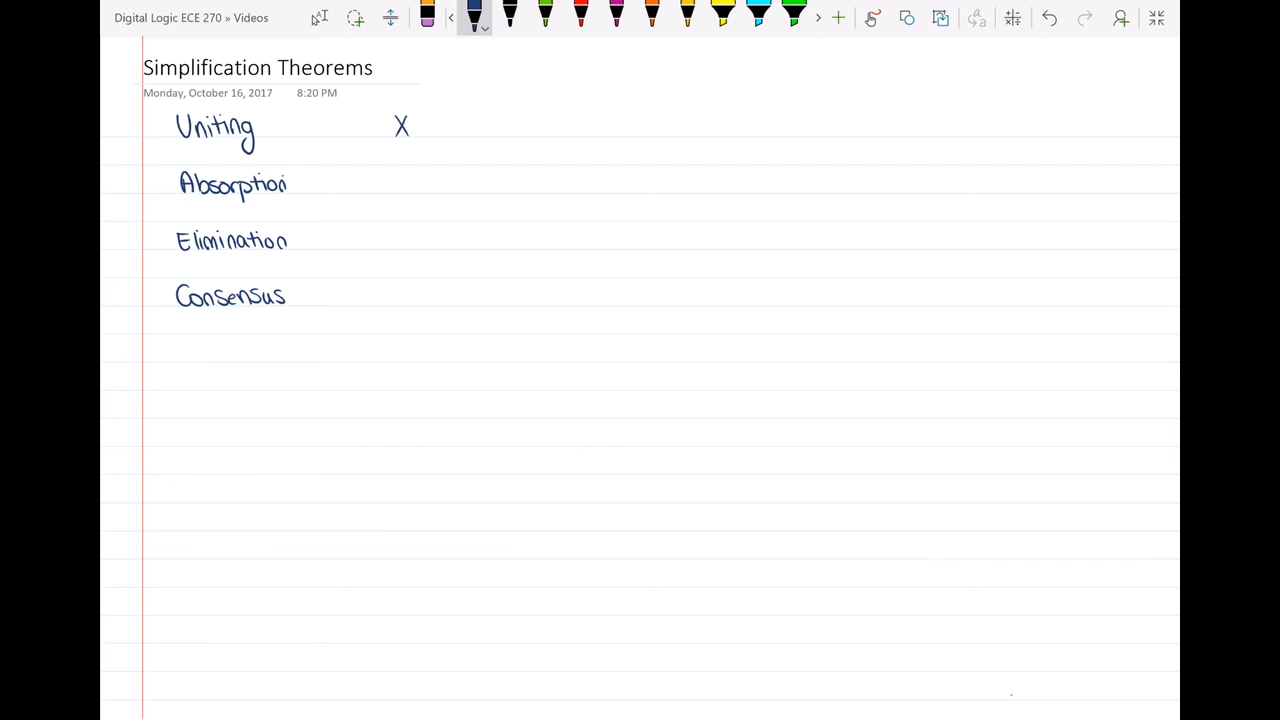 Digital Logic ECE 270 » Videos
Simplification Theorems
Monday, October 16, 2017 8:20 PM
Uniting X
Absorption
Elimination
Consensus